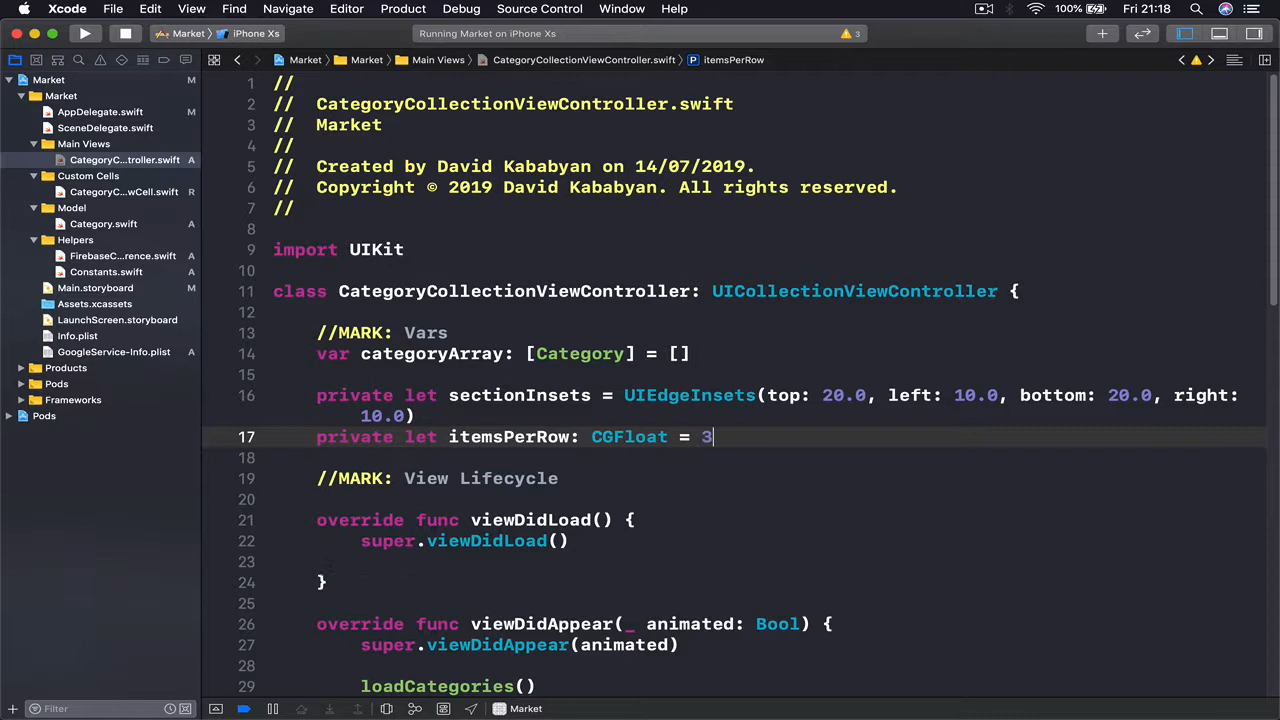 Xcode File Edit View Find Navigate Editor Product Debug Source Control Window Help 100% Fri 21:18
Market iPhone Xs Running Market on iPhone Xs 3
Market Market Main Views CategoryCollectionViewController.swift P itemsPerRow
Market M
Market
AppDelegate.swift M
SceneDelegate.swift
Main Views
CategoryC...troller.swift A
Custom Cells
CategoryC...wCell.swift R
Model
Category.swift A
Helpers
FirebaseC...rence.swift A
Constants.swift A
Main.storyboard M
Assets.xcassets
LaunchScreen.storyboard
Info.plist
GoogleService-Info.plist A
Products
Pods
Frameworks
Pods
Filter
1 //
2 // CategoryCollectionViewController.swift
3 // Market
4 //
5 // Created by David Kababyan on 14/07/2019.
6 // Copyright © 2019 David Kababyan. All rights reserved.
7 //
8
9 import UIKit
10
11 class CategoryCollectionViewController: UICollectionViewController {
12
13 //MARK: Vars
14 var categoryArray: [Category] = []
15
16 private let sectionInsets = UIEdgeInsets(top: 20.0, left: 10.0, bottom: 20.0, right:
10.0)
17 private let itemsPerRow: CGFloat = 3
18
19 //MARK: View Lifecycle
20
21 override func viewDidLoad() {
22 super.viewDidLoad()
23
24 }
25
26 override func viewDidAppear(_ animated: Bool) {
27 super.viewDidAppear(animated)
28
29 loadCategories()
Market